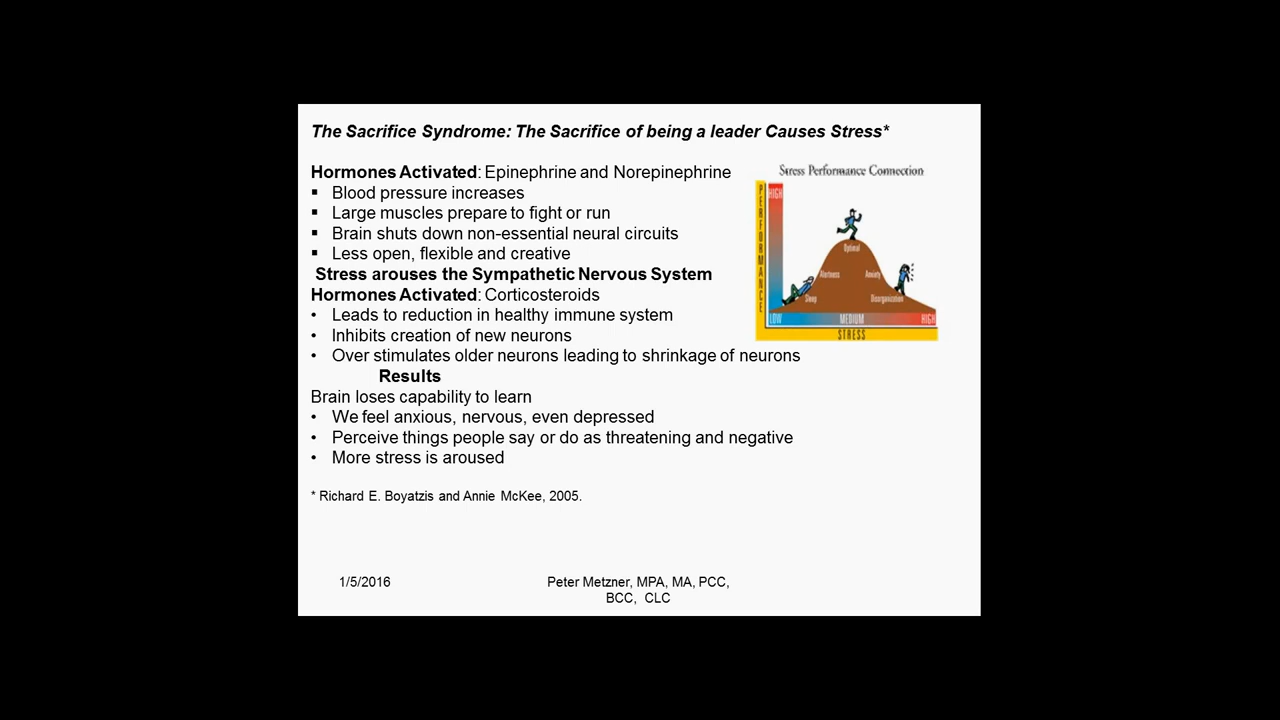 The Sacrifice Syndrome: The Sacrifice of being a leader Causes Stress*
Hormones Activated: Epinephrine and Norepinephrine
▪ Blood pressure increases
▪ Large muscles prepare to fight or run
▪ Brain shuts down non-essential neural circuits
▪ Less open, flexible and creative
Stress arouses the Sympathetic Nervous System
Hormones Activated: Corticosteroids
• Leads to reduction in healthy immune system
• Inhibits creation of new neurons
• Over stimulates older neurons leading to shrinkage of neurons
Results
Brain loses capability to learn
• We feel anxious, nervous, even depressed
• Perceive things people say or do as threatening and negative
• More stress is aroused
* Richard E. Boyatzis and Annie McKee, 2005.
Stress Performance Connection
PERFORMANCE
HIGH
Optimal
Alertness
Anxiety
Sleep
Disorganization
LOW
MEDIUM
HIGH
STRESS
1/5/2016
Peter Metzner, MPA, MA, PCC,
BCC, CLC